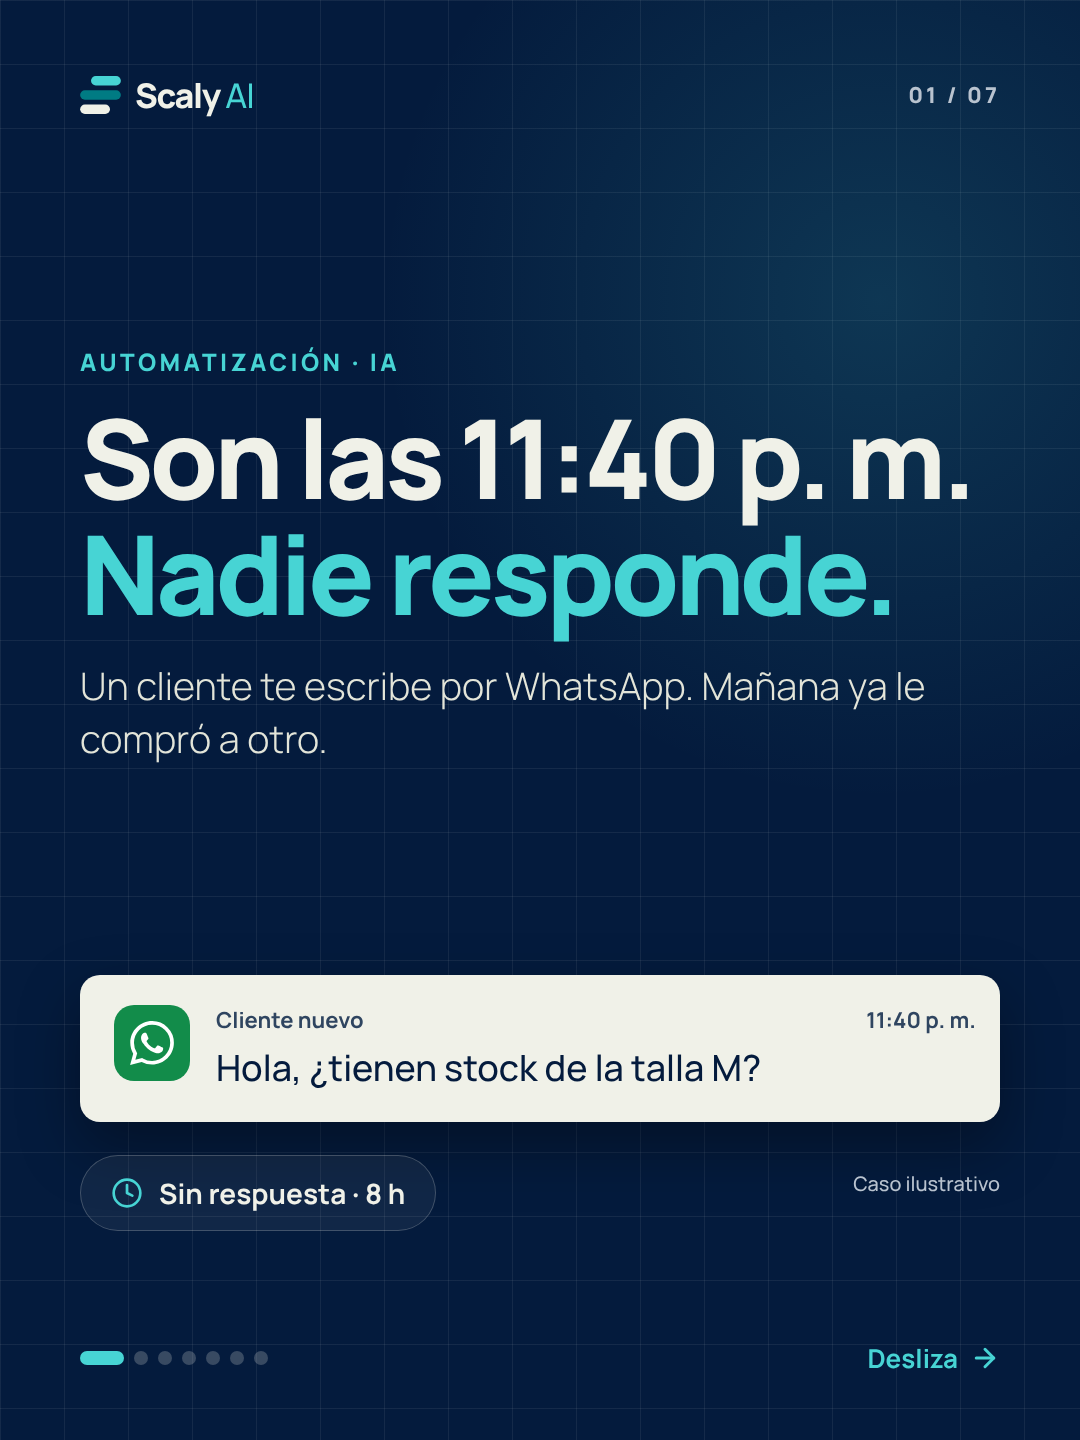 Scaly AI
01 / 07
AUTOMATIZACIÓN · IA
Son las 11:40 p. m.
Nadie responde.
Un cliente te escribe por WhatsApp. Mañana ya le
compró a otro.
Cliente nuevo
11:40 p. m.
Hola, ¿tienen stock de la talla M?
Sin respuesta · 8 h
Caso ilustrativo
Desliza